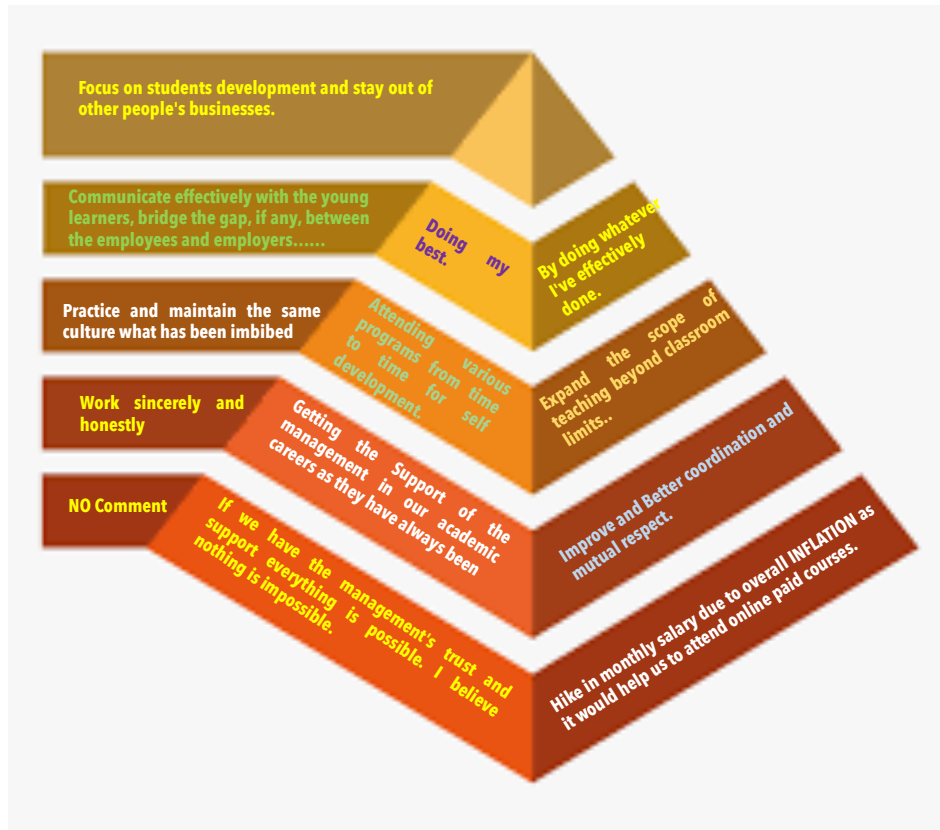 Focus on students development and stay out of
other people's businesses.
Communicate effectively with the young
learners, bridge the gap, if any, between
the employees and employers......
Doing my
best.
By doing whatever
I've effectively
done.
Practice and maintain the same
culture what has been imbibed
Attending various
programs from time
to time for self
development.
Expand the scope of
teaching beyond classroom
limits..
Work sincerely and
honestly
Getting the Support of the
management in our academic
careers as they have always been
Improve and Better coordination and
mutual respect.
NO Comment
If we have the management's trust and
support everything is possible. I believe
nothing is impossible.
Hike in monthly salary due to overall INFLATION as
it would help us to attend online paid courses.